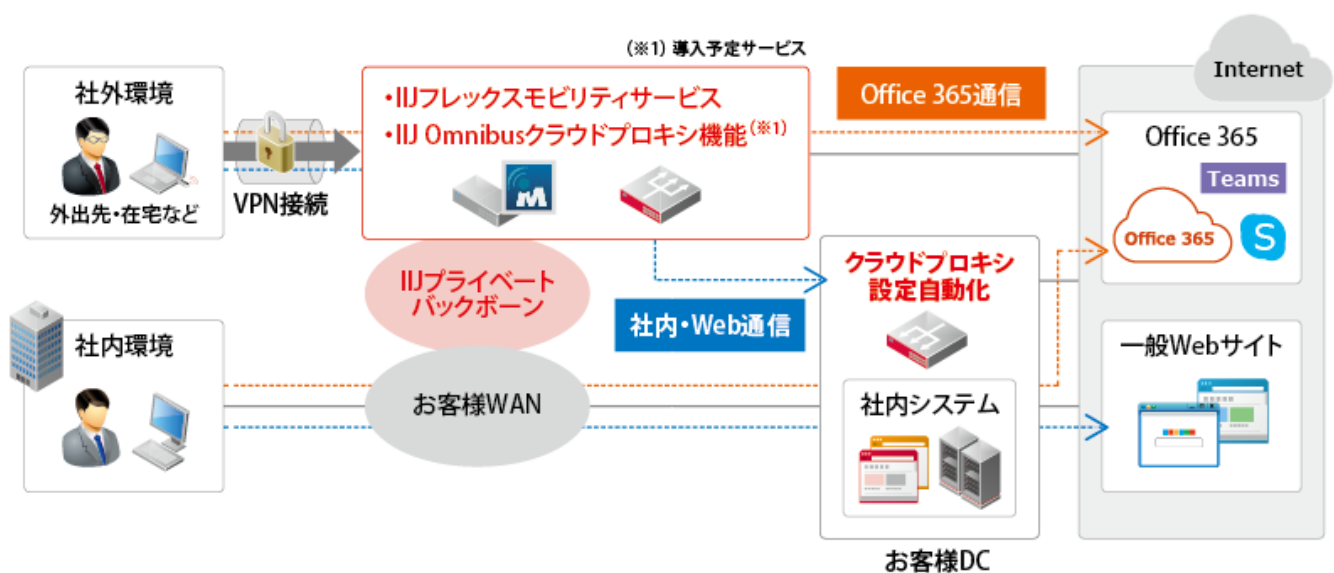 (※1) 導入予定サービス
社外環境
外出先・在宅など
VPN接続
・IIJフレックスモビリティサービス
・IIJ Omnibusクラウドプロキシ機能(※1)
M
Office 365通信
Internet
Office 365
Teams
Office 365
S
IIJプライベート
バックボーン
社内・Web通信
クラウドプロキシ
設定自動化
社内環境
お客様WAN
社内システム
お客様DC
一般Webサイト